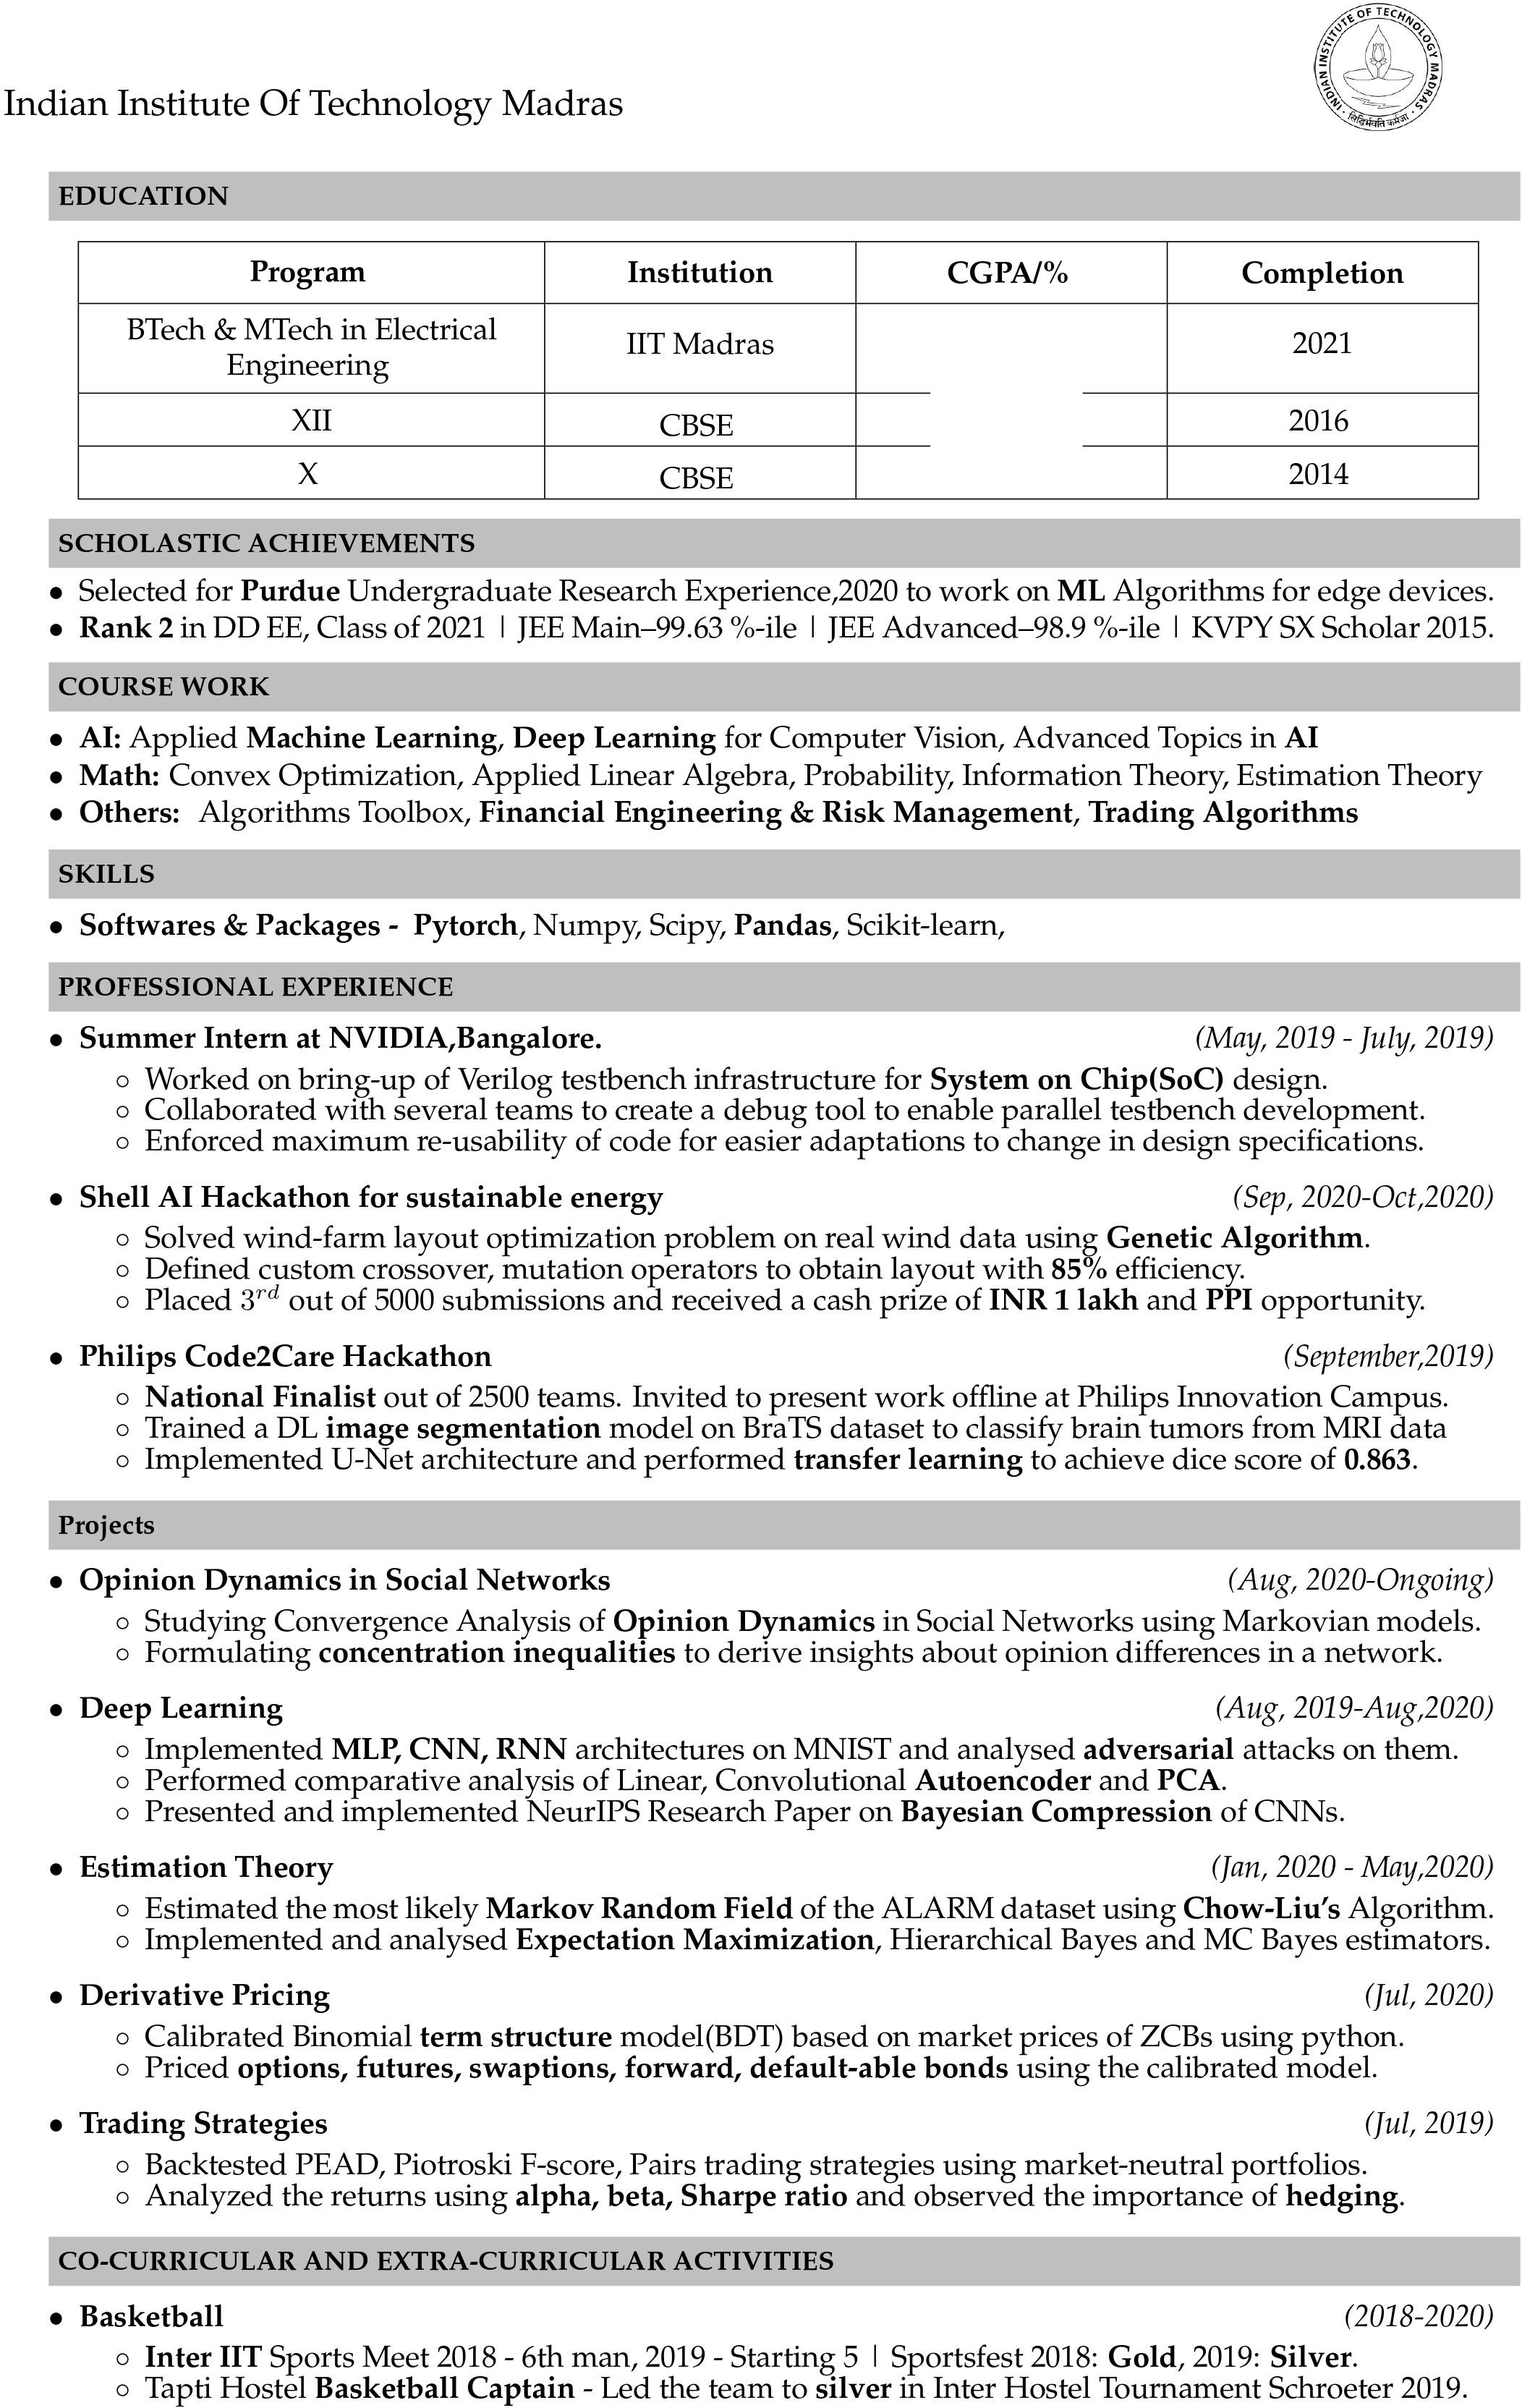 INDIAN INSTITUTE OF TECHNOLOGY MADRAS
सिद्धिर्भवति कर्मजा
Indian Institute Of Technology Madras
EDUCATION
Program Institution CGPA/% Completion
BTech & MTech in Electrical
Engineering IIT Madras 2021
XII CBSE 2016
X CBSE 2014
SCHOLASTIC ACHIEVEMENTS
• Selected for Purdue Undergraduate Research Experience,2020 to work on ML Algorithms for edge devices.
• Rank 2 in DD EE, Class of 2021 | JEE Main–99.63 %-ile | JEE Advanced–98.9 %-ile | KVPY SX Scholar 2015.
COURSE WORK
• AI: Applied Machine Learning, Deep Learning for Computer Vision, Advanced Topics in AI
• Math: Convex Optimization, Applied Linear Algebra, Probability, Information Theory, Estimation Theory
• Others: Algorithms Toolbox, Financial Engineering & Risk Management, Trading Algorithms
SKILLS
• Softwares & Packages - Pytorch, Numpy, Scipy, Pandas, Scikit-learn,
PROFESSIONAL EXPERIENCE
• Summer Intern at NVIDIA,Bangalore. (May, 2019 - July, 2019)
◦ Worked on bring-up of Verilog testbench infrastructure for System on Chip(SoC) design.
◦ Collaborated with several teams to create a debug tool to enable parallel testbench development.
◦ Enforced maximum re-usability of code for easier adaptations to change in design specifications.
• Shell AI Hackathon for sustainable energy (Sep, 2020-Oct,2020)
◦ Solved wind-farm layout optimization problem on real wind data using Genetic Algorithm.
◦ Defined custom crossover, mutation operators to obtain layout with 85% efficiency.
◦ Placed 3rd out of 5000 submissions and received a cash prize of INR 1 lakh and PPI opportunity.
• Philips Code2Care Hackathon (September,2019)
◦ National Finalist out of 2500 teams. Invited to present work offline at Philips Innovation Campus.
◦ Trained a DL image segmentation model on BraTS dataset to classify brain tumors from MRI data
◦ Implemented U-Net architecture and performed transfer learning to achieve dice score of 0.863.
Projects
• Opinion Dynamics in Social Networks (Aug, 2020-Ongoing)
◦ Studying Convergence Analysis of Opinion Dynamics in Social Networks using Markovian models.
◦ Formulating concentration inequalities to derive insights about opinion differences in a network.
• Deep Learning (Aug, 2019-Aug,2020)
◦ Implemented MLP, CNN, RNN architectures on MNIST and analysed adversarial attacks on them.
◦ Performed comparative analysis of Linear, Convolutional Autoencoder and PCA.
◦ Presented and implemented NeurIPS Research Paper on Bayesian Compression of CNNs.
• Estimation Theory (Jan, 2020 - May,2020)
◦ Estimated the most likely Markov Random Field of the ALARM dataset using Chow-Liu's Algorithm.
◦ Implemented and analysed Expectation Maximization, Hierarchical Bayes and MC Bayes estimators.
• Derivative Pricing (Jul, 2020)
◦ Calibrated Binomial term structure model(BDT) based on market prices of ZCBs using python.
◦ Priced options, futures, swaptions, forward, default-able bonds using the calibrated model.
• Trading Strategies (Jul, 2019)
◦ Backtested PEAD, Piotroski F-score, Pairs trading strategies using market-neutral portfolios.
◦ Analyzed the returns using alpha, beta, Sharpe ratio and observed the importance of hedging.
CO-CURRICULAR AND EXTRA-CURRICULAR ACTIVITIES
• Basketball (2018-2020)
◦ Inter IIT Sports Meet 2018 - 6th man, 2019 - Starting 5 | Sportsfest 2018: Gold, 2019: Silver.
◦ Tapti Hostel Basketball Captain - Led the team to silver in Inter Hostel Tournament Schroeter 2019.